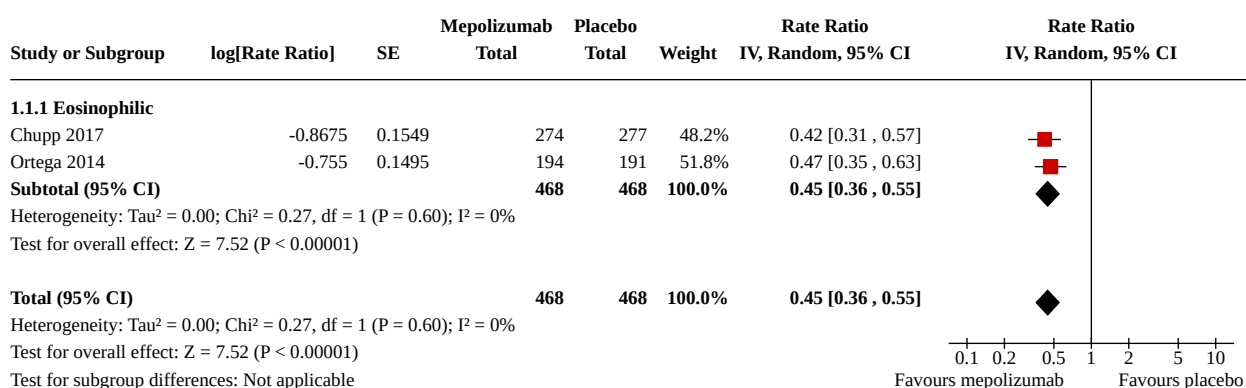 Mepolizumab Placebo Rate Ratio Rate Ratio
Study or Subgroup log[Rate Ratio] SE Total Total Weight IV, Random, 95% CI IV, Random, 95% CI
1.1.1 Eosinophilic
Chupp 2017 -0.8675 0.1549 274 277 48.2% 0.42 [0.31 , 0.57]
Ortega 2014 -0.755 0.1495 194 191 51.8% 0.47 [0.35 , 0.63]
Subtotal (95% CI) 468 468 100.0% 0.45 [0.36 , 0.55]
Heterogeneity: Tau² = 0.00; Chi² = 0.27, df = 1 (P = 0.60); I² = 0%
Test for overall effect: Z = 7.52 (P < 0.00001)
Total (95% CI) 468 468 100.0% 0.45 [0.36 , 0.55]
Heterogeneity: Tau² = 0.00; Chi² = 0.27, df = 1 (P = 0.60); I² = 0%
Test for overall effect: Z = 7.52 (P < 0.00001)
0.1 0.2 0.5 1 2 5 10
Test for subgroup differences: Not applicable Favours mepolizumab Favours placebo